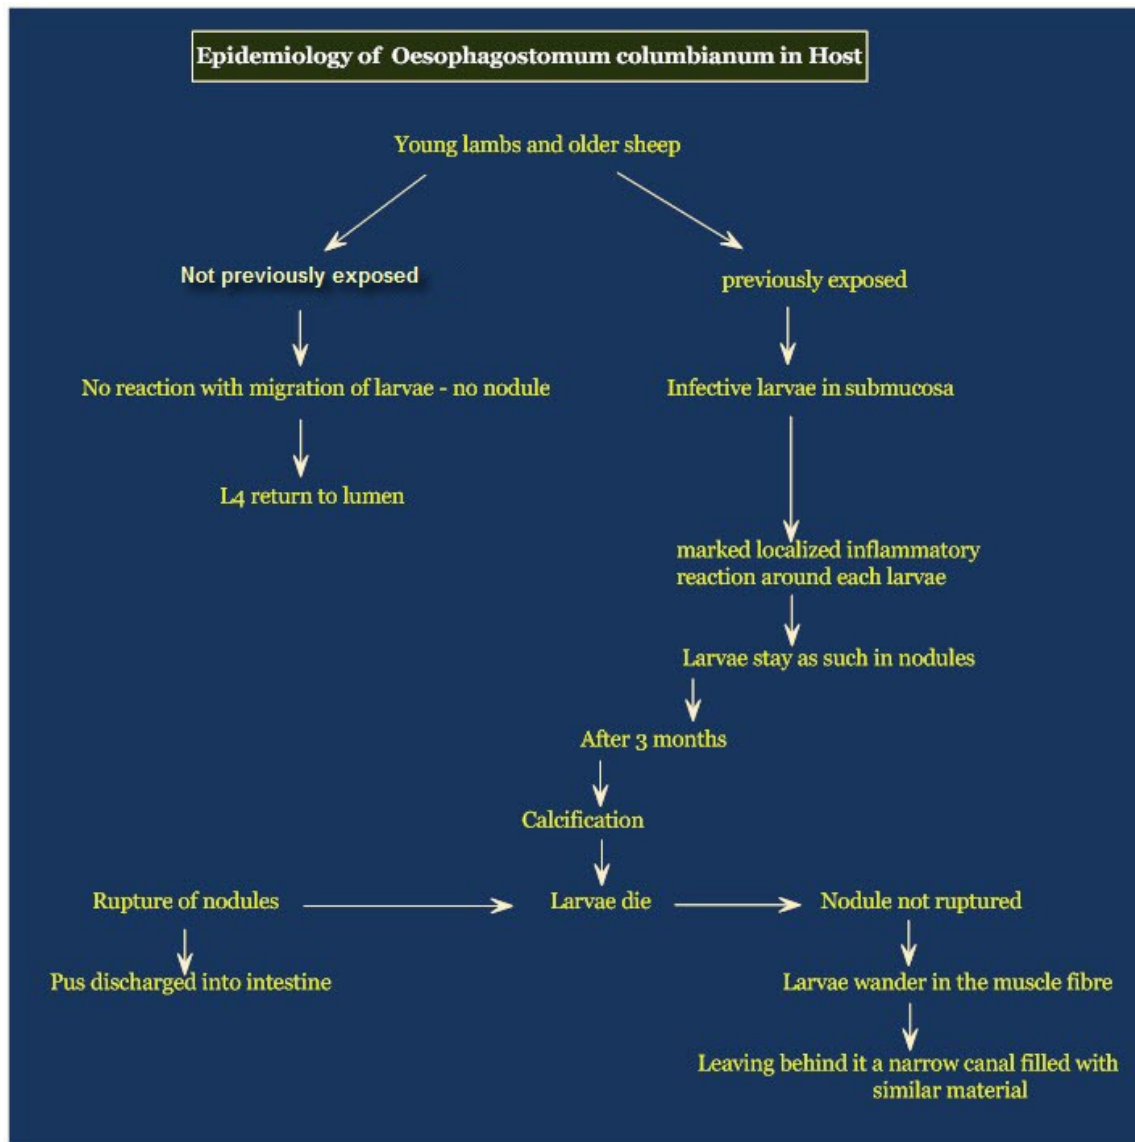 Epidemiology of Oesophagostomum columbianum in Host
Young lambs and older sheep
Not previously exposed
previously exposed
No reaction with migration of larvae - no nodule
Infective larvae in submucosa
L4 return to lumen
marked localized inflammatory
reaction around each larvae
Larvae stay as such in nodules
After 3 months
Calcification
Rupture of nodules
Larvae die
Nodule not ruptured
Pus discharged into intestine
Larvae wander in the muscle fibre
Leaving behind it a narrow canal filled with
similar material